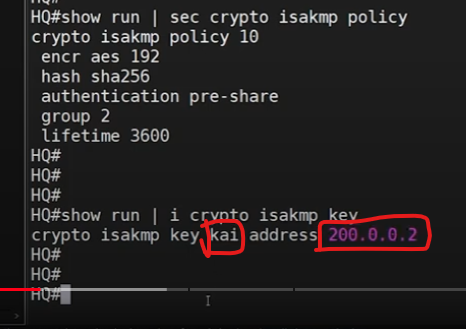 HQ#
HQ#show run | sec crypto isakmp policy
crypto isakmp policy 10
 encr aes 192
 hash sha256
 authentication pre-share
 group 2
 lifetime 3600
HQ#
HQ#
HQ#
HQ#show run | i crypto isakmp key
crypto isakmp key kai address 200.0.0.2
HQ#
HQ#
HQ#